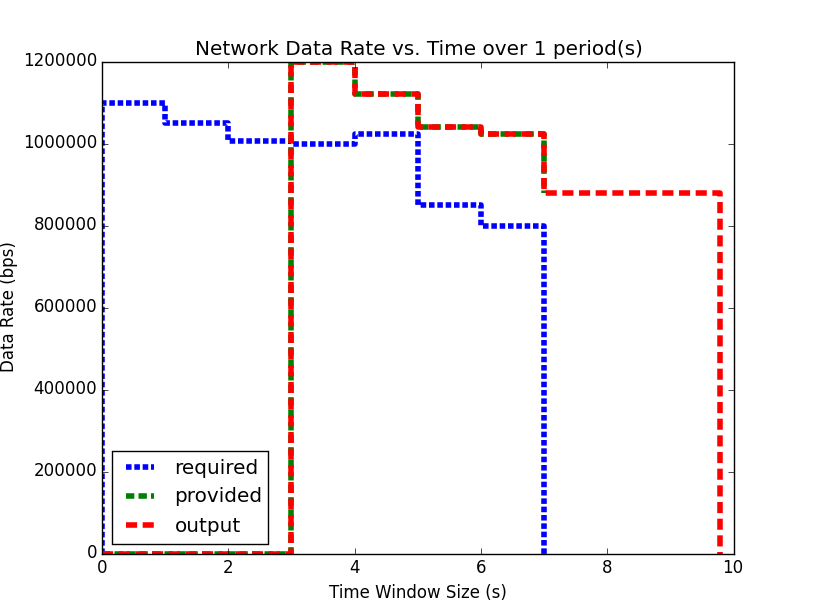 Network Data Rate vs. Time over 1 period(s)
1200000
1000000
800000
600000
400000
200000
0
Data Rate (bps)
required
provided
output
0 2 4 6 8 10
Time Window Size (s)